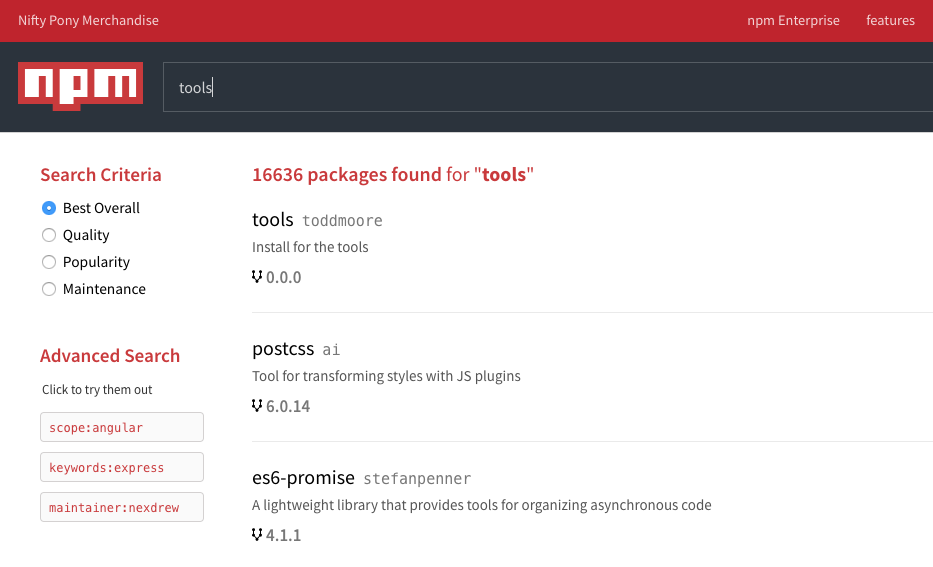 Nifty Pony Merchandise
npm Enterprise features
npm
tools
Search Criteria
Best Overall
Quality
Popularity
Maintenance
Advanced Search
Click to try them out
scope:angular
keywords:express
maintainer:nexdrew
16636 packages found for "tools"
tools toddmoore
Install for the tools
0.0.0
postcss ai
Tool for transforming styles with JS plugins
6.0.14
es6-promise stefanpenner
A lightweight library that provides tools for organizing asynchronous code
4.1.1